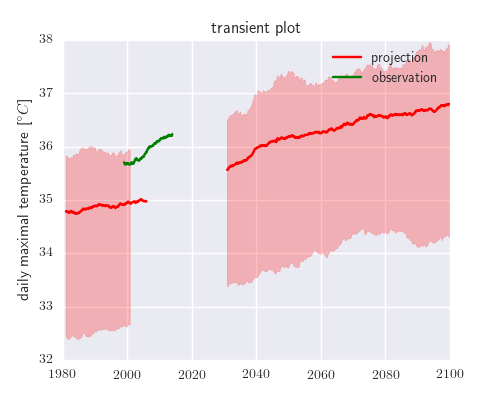 transient plot
projection
observation
daily maximal temperature [°C]
38
37
36
35
34
33
32
1980 2000 2020 2040 2060 2080 2100